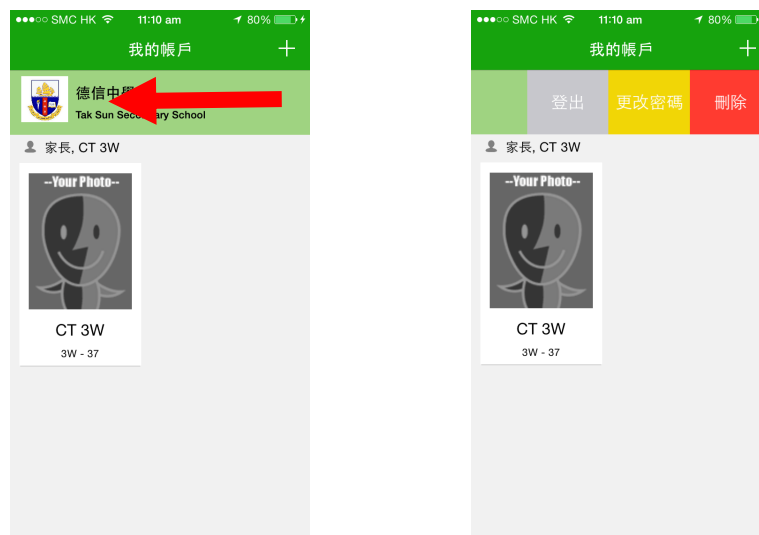 SMC HK 11:10 am 80%
我的帳戶
德信中學
Tak Sun Secondary School
家長, CT 3W
--Your Photo--
CT 3W
3W - 37
SMC HK 11:10 am 80%
我的帳戶
登出 更改密碼 刪除
家長, CT 3W
--Your Photo--
CT 3W
3W - 37